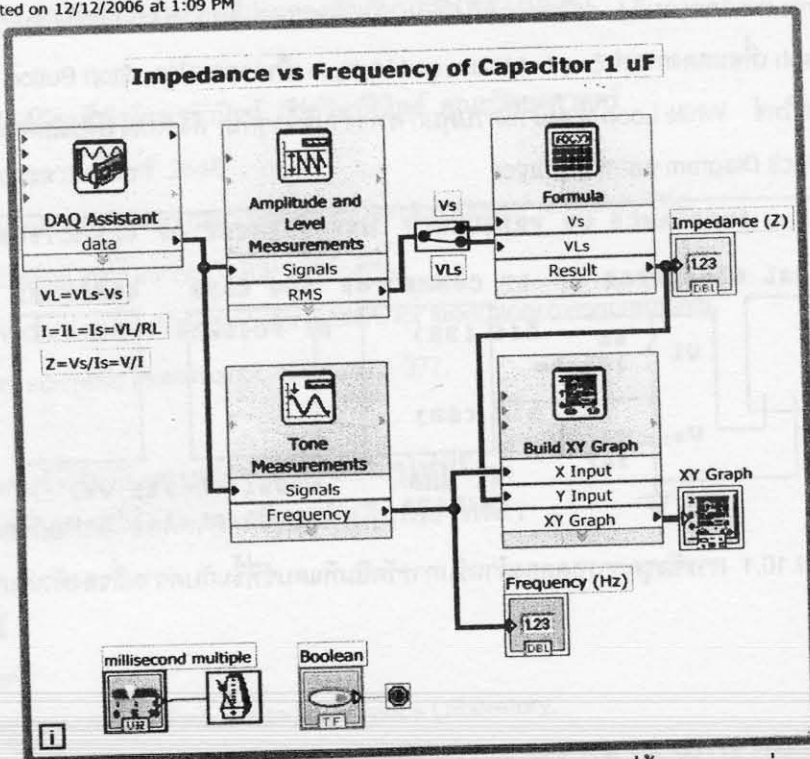 ted on 12/12/2006 at 1:09 PM
Impedance vs Frequency of Capacitor 1 uF
DAQ Assistant
data
Amplitude and
Level
Measurements
Signals
RMS
Vs
VLs
Formula
Vs
VLs
Result
Impedance (Z)
1.23
DBL
VL=VLs-Vs
I=IL=Is=VL/RL
Z=Vs/Is=V/I
Tone
Measurements
Signals
Frequency
Build XY Graph
X Input
Y Input
XY Graph
XY Graph
Frequency (Hz)
1.23
DBL
millisecond multiple
Boolean
TF
i